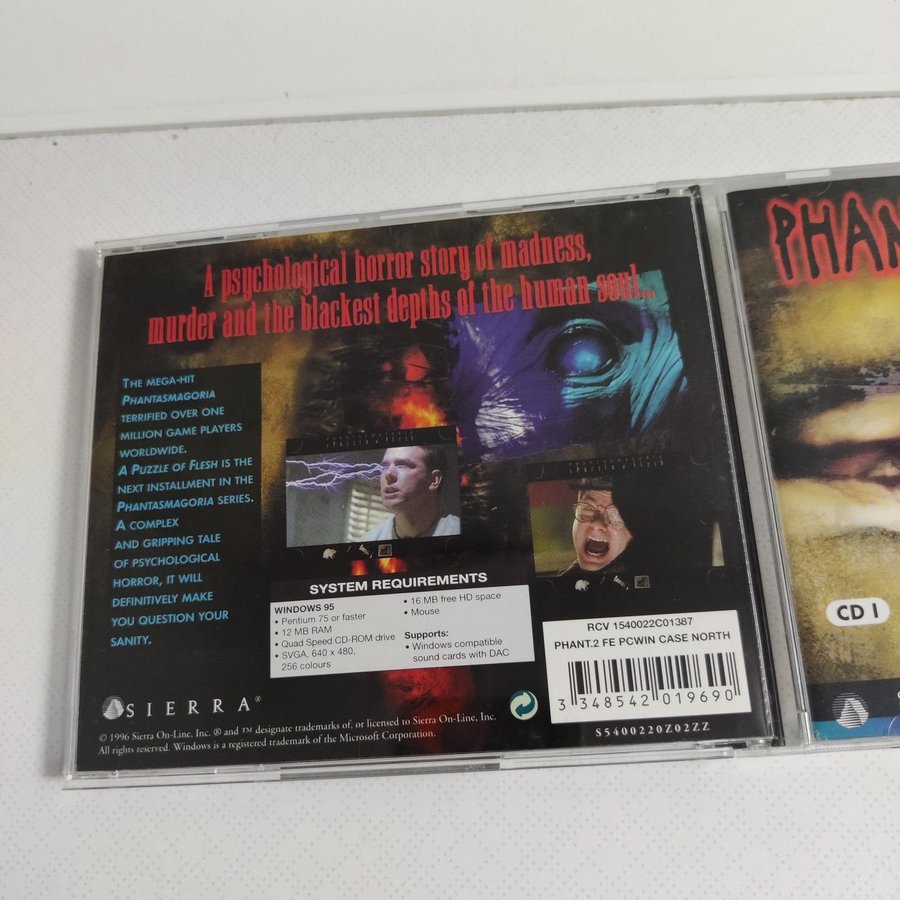 A psychological horror story of madness,
murder and the blackest depths of the human soul...
THE MEGA-HIT
PHANTASMAGORIA
TERRIFIED OVER ONE
MILLION GAME PLAYERS
WORLDWIDE.
A PUZZLE OF FLESH IS THE
NEXT INSTALLMENT IN THE
PHANTASMAGORIA SERIES.
A COMPLEX
AND GRIPPING TALE
OF PSYCHOLOGICAL
HORROR, IT WILL
DEFINITIVELY MAKE
YOU QUESTION YOUR
SANITY.
SYSTEM REQUIREMENTS
WINDOWS 95
• Pentium 75 or faster
• 12 MB RAM
• Quad Speed CD-ROM drive
• SVGA, 640 x 480,
256 colours
• 16 MB free HD space
• Mouse
Supports:
• Windows compatible
sound cards with DAC
RCV 1540022C01387
PHANT.2 FE PCWIN CASE NORTH
3 348542 019690
S5400220Z02ZZ
SIERRA®
© 1996 Sierra On-Line, Inc. ® and ™ designate trademarks of, or licensed to Sierra On-Line, Inc.
All rights reserved. Windows is a registered trademark of the Microsoft Corporation.
PHAN
CD 1